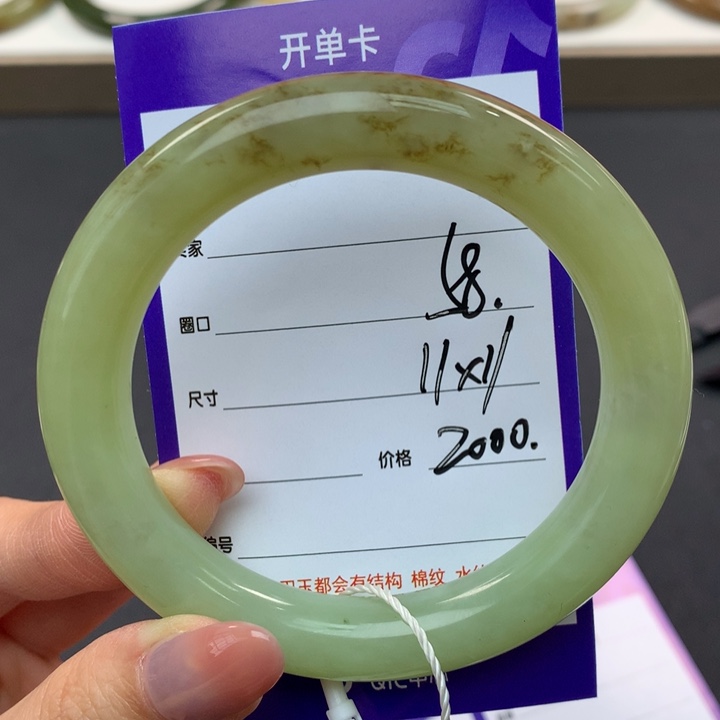 开单卡
家
圈口 58.
尺寸 11x11
价格 2000.
编号
玉都会有结构 棉纹
QIC